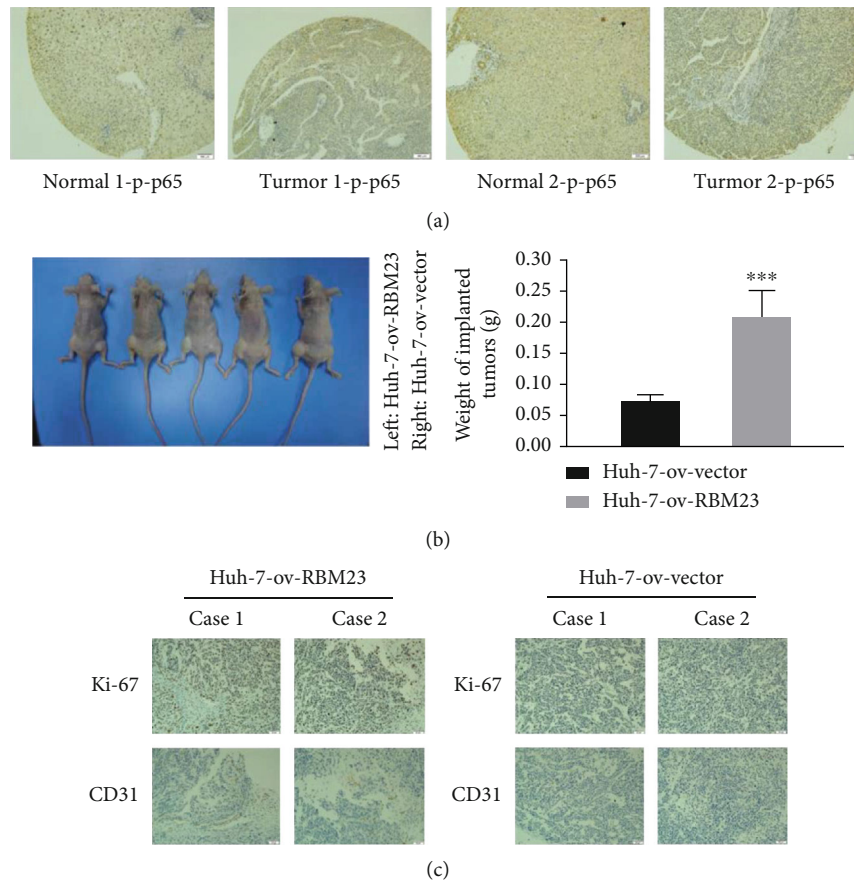 Normal 1-p-p65
Turmor 1-p-p65
Normal 2-p-p65
Turmor 2-p-p65
(a)
Left: Huh-7-ov-RBM23
Right: Huh-7-ov-vector
Weight of implanted
tumors (g)
0.30
0.25
0.20
0.15
0.10
0.05
0.00
***
Huh-7-ov-vector
Huh-7-ov-RBM23
(b)
Huh-7-ov-RBM23
Huh-7-ov-vector
Case 1
Case 2
Case 1
Case 2
Ki-67
Ki-67
CD31
CD31
(c)